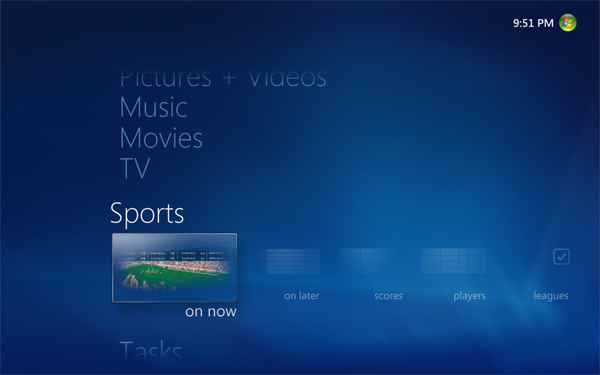 9:51 PM
Pictures + Videos
Music
Movies
TV
Sports
on now
on later
scores
players
leagues
Tasks